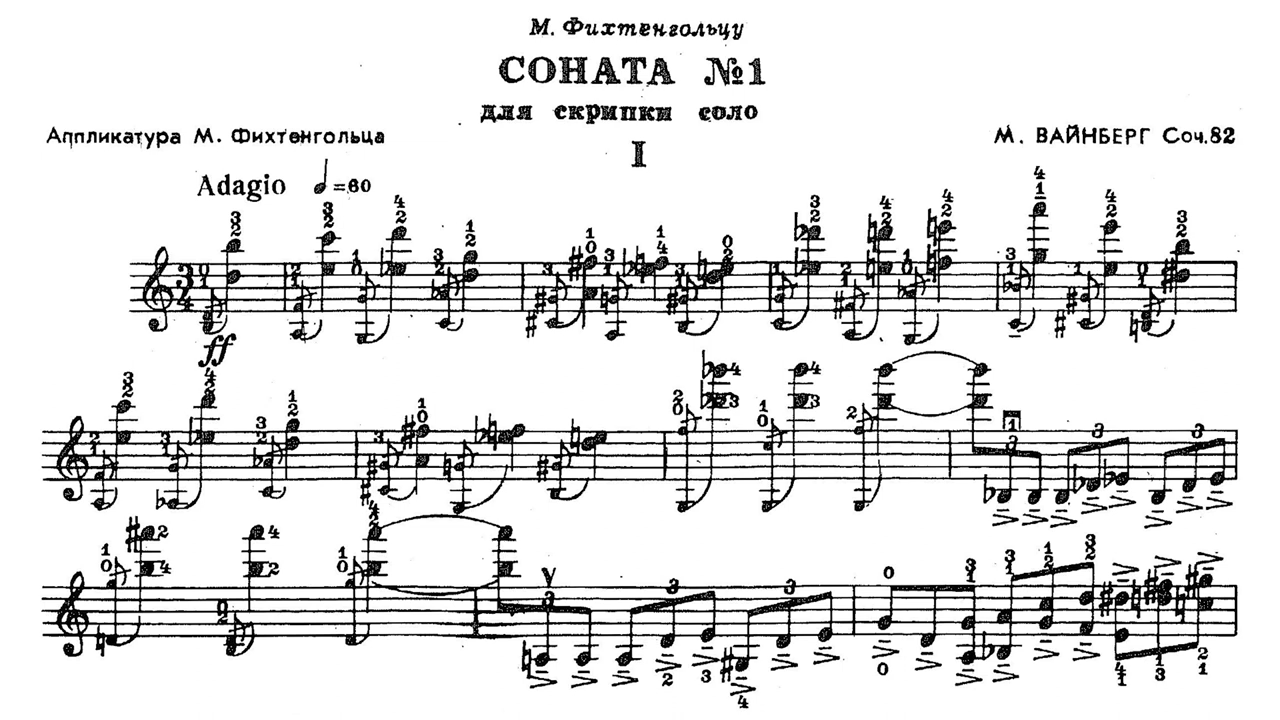 М. Фихтенгольцу
СОНАТА №1
для скрипки соло
Аппликатура М. Фихтенгольца
М. ВАЙНБЕРГ Соч. 82
I
Adagio ♩=60
ff